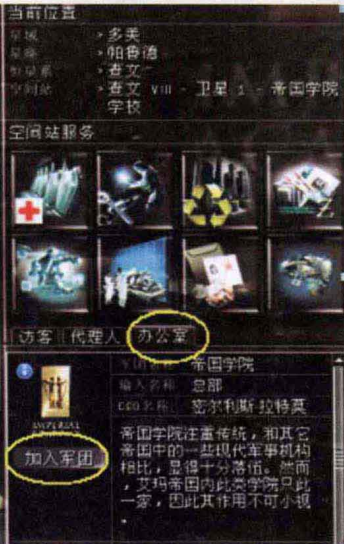 当前位置
星域 > 多美
星座 > 帕鲁德
恒星系 > 查文
空间站 > 查文 VIII - 卫星 1 - 帝国学院
学校
空间站服务
访客 代理人 办公室
帝国学院
总部
CEO名称 密尔利斯·拉特莫
IMPERIAL
加入军团
帝国学院注重传统，和其它
帝国中的一些现代军事机构
相比，显得十分落伍。然而
，艾玛帝国内此类学院只此
一家，因此其作用不可小视
。